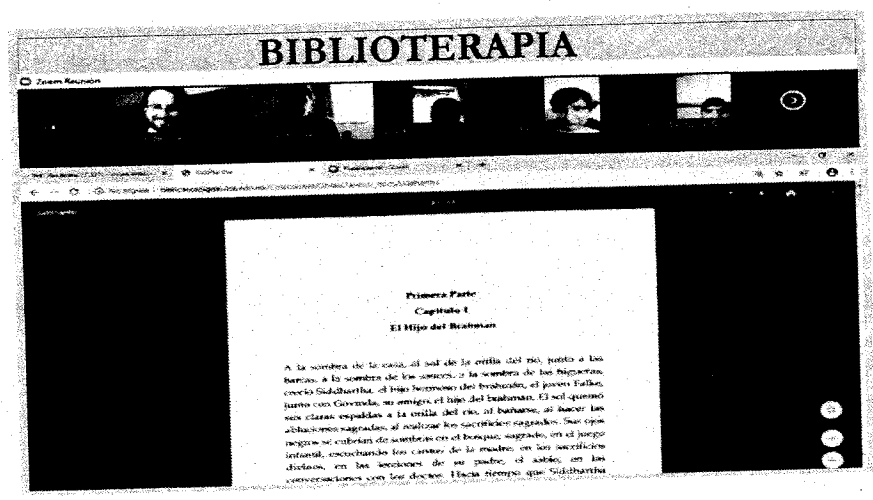 BIBLIOTERAPIA
Zoom Reunión
Primera Parte
Capítulo I
El Hijo del Brahman
A la sombra de la casa, al sol de la orilla del río, junto a las
barcas, a la sombra de los sauces, a la sombra de las higueras,
creció Siddhartha, el hijo hermoso del brahmán, el joven Falke,
junto con Govinda, su amigo, el hijo del brahmán. El sol quemó
sus claras espaldas a la orilla del río, al bañarse, al hacer las
abluciones sagradas, al realizar los sacrificios sagrados. Sus ojos
negros se cubrían de sombras en el bosque, sagrado, en el juego
infantil, escuchando los cantos de la madre, en los sacrificios
divinos, en las lecciones de su padre, el sabio, en las
conversaciones con los doctos. Hacía tiempo que Siddhartha